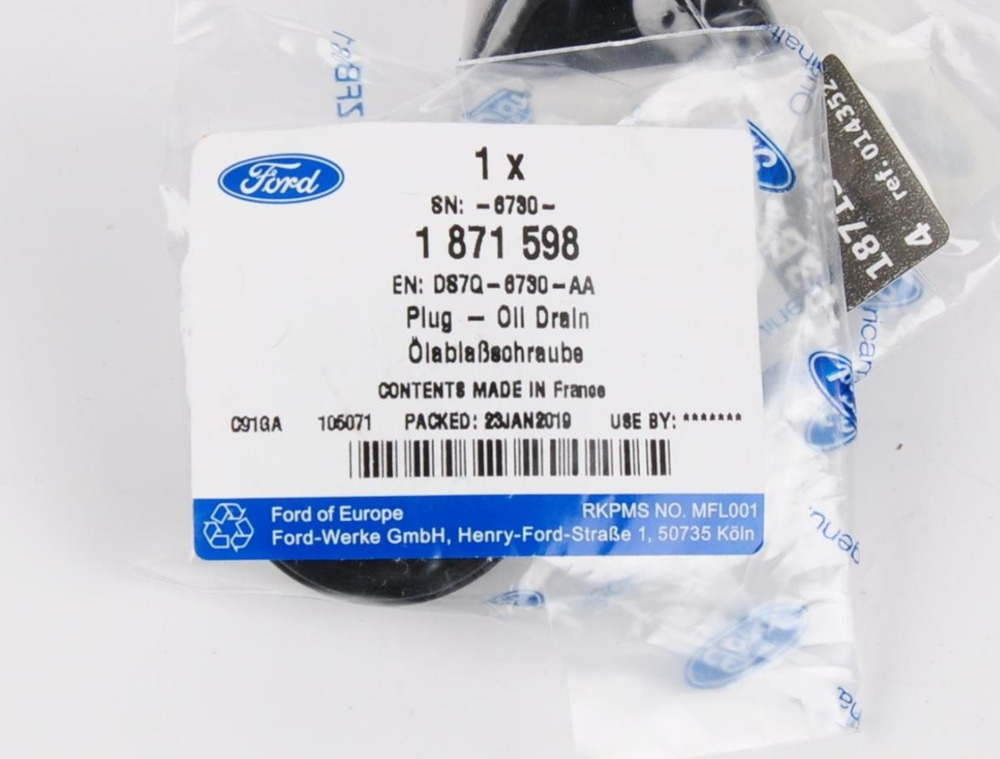 Ford
1 x
SN: -6730-
1 871 598
EN: DS7Q-6730-AA
Plug - Oil Drain
Ölablaßschraube
CONTENTS MADE IN France
C91GA 105071 PACKED: 23JAN2019 USE BY: *******
Ford of Europe RKPMS NO. MFL001
Ford-Werke GmbH, Henry-Ford-Straße 1, 50735 Köln
4 ref. 014352